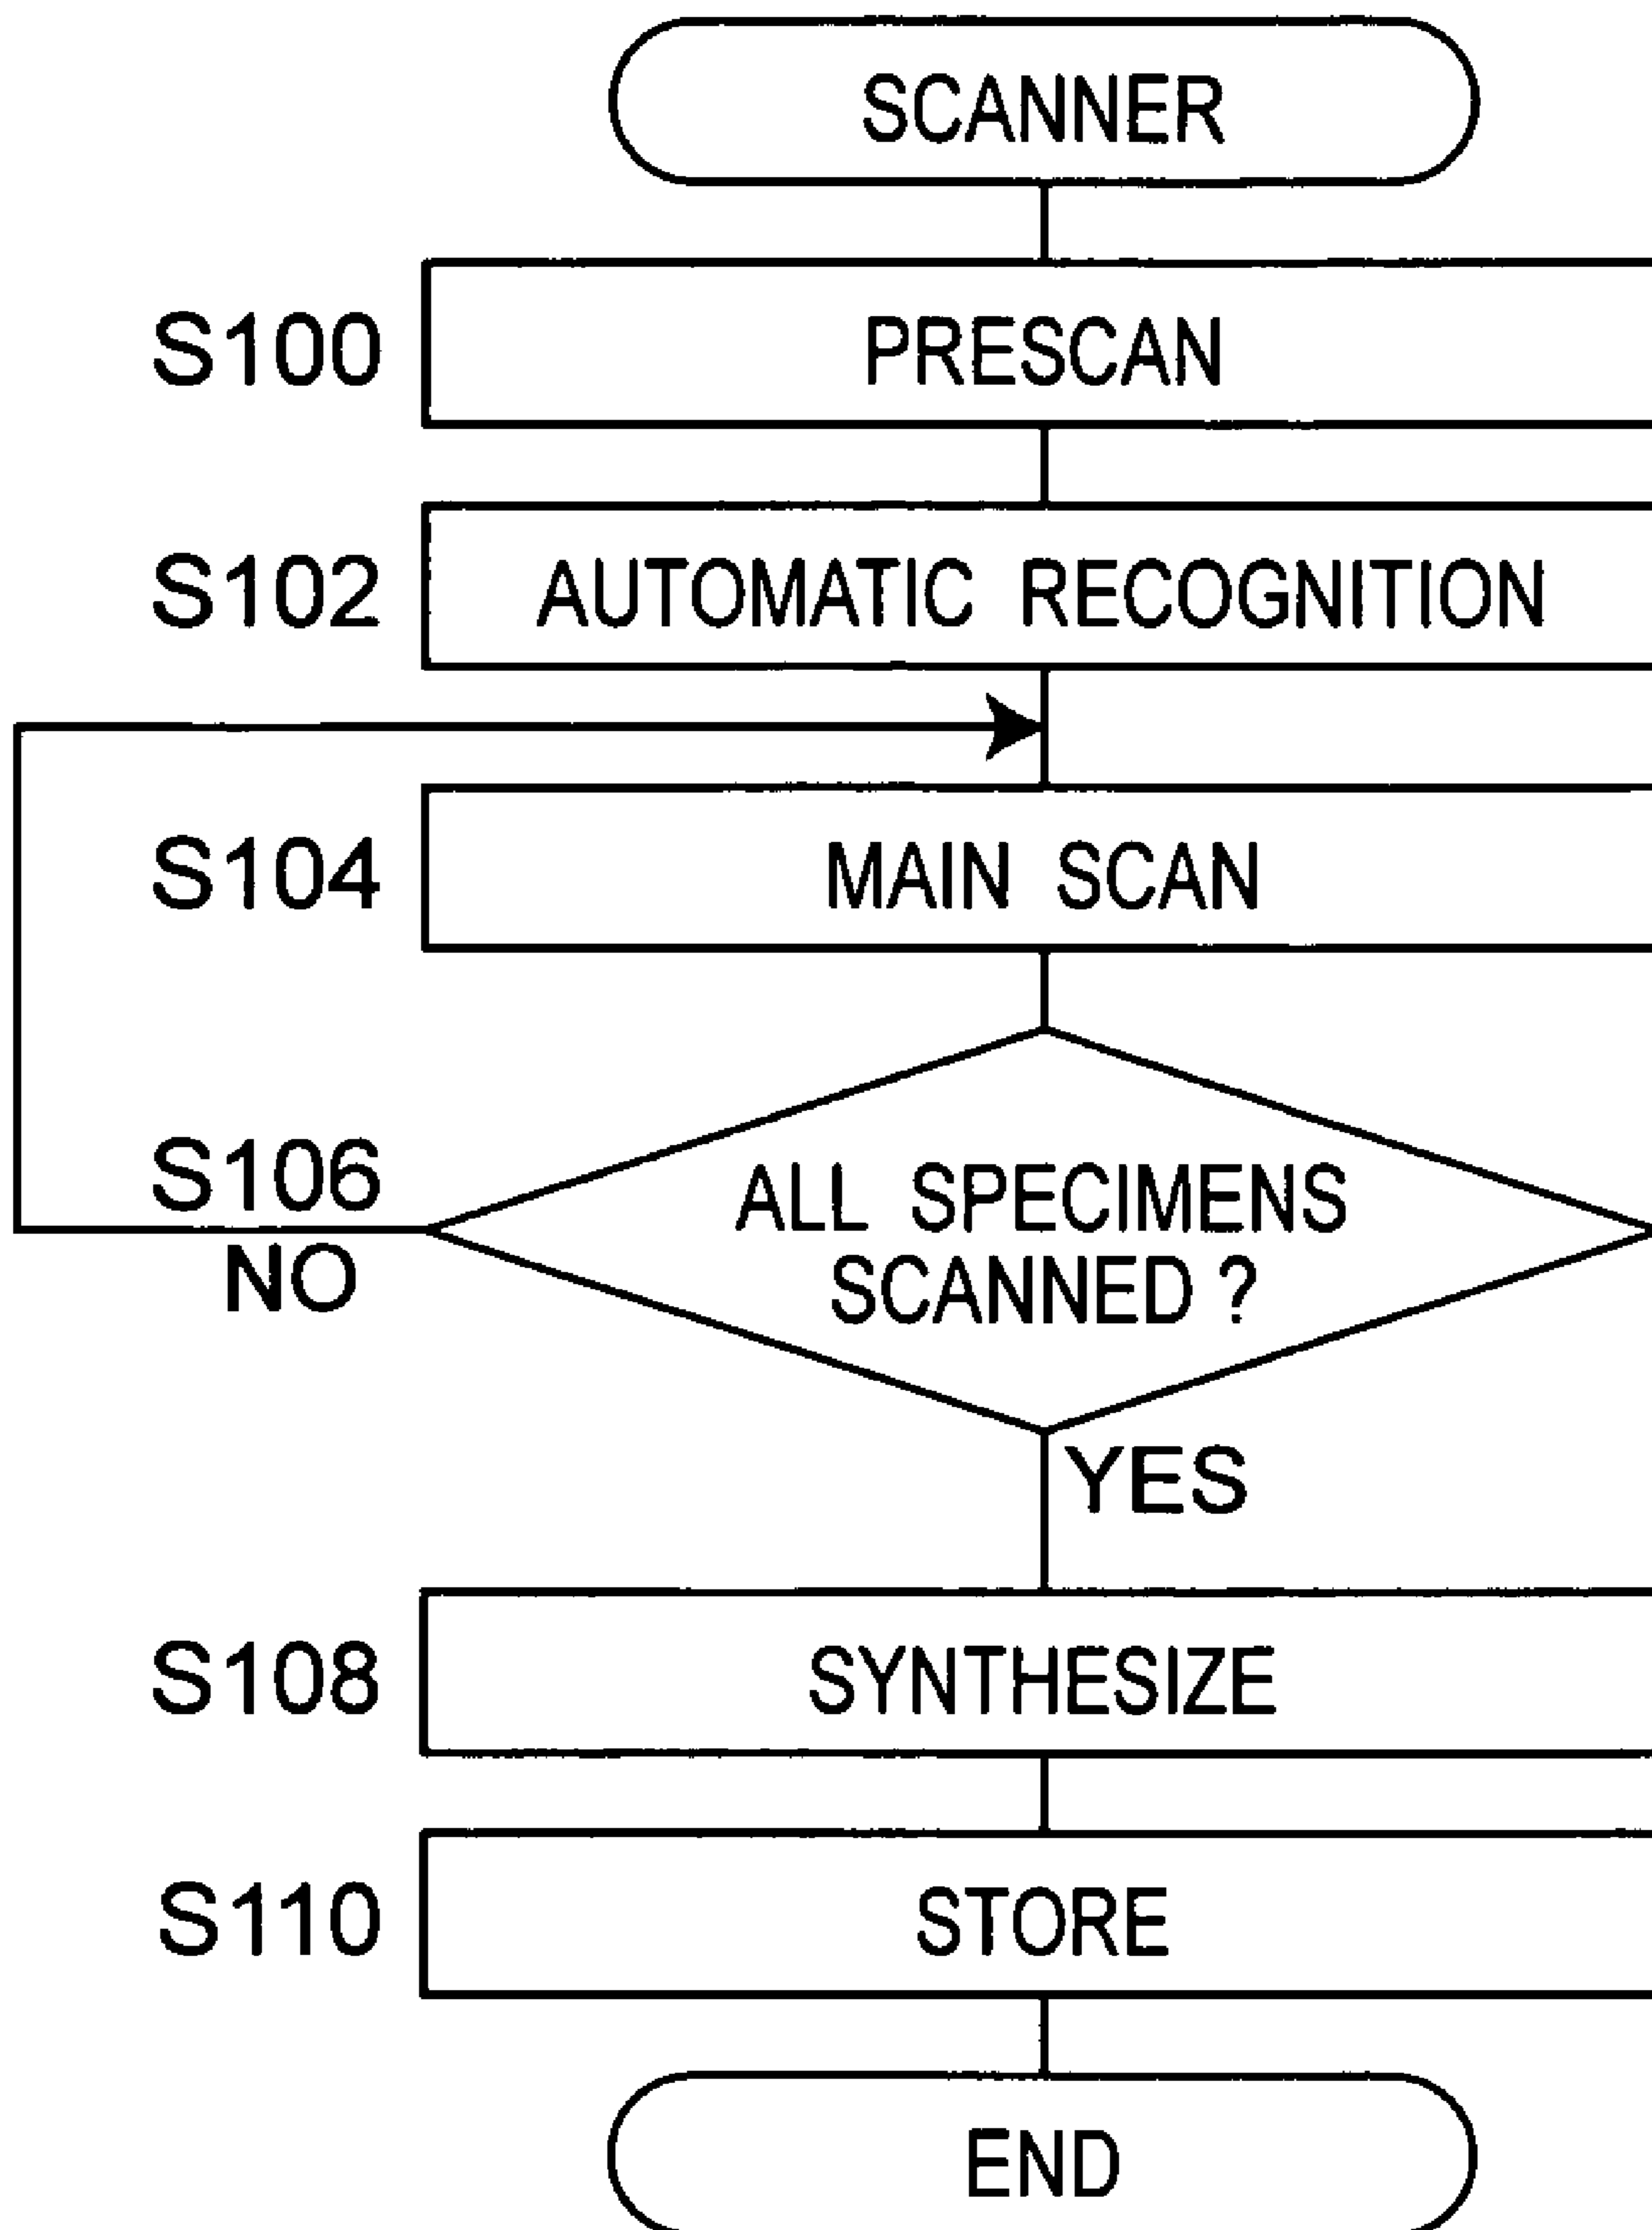 SCANNER
S100 PRESCAN
S102 AUTOMATIC RECOGNITION
S104 MAIN SCAN
S106
NO
ALL SPECIMENS
SCANNED ?
YES
S108 SYNTHESIZE
S110 STORE
END